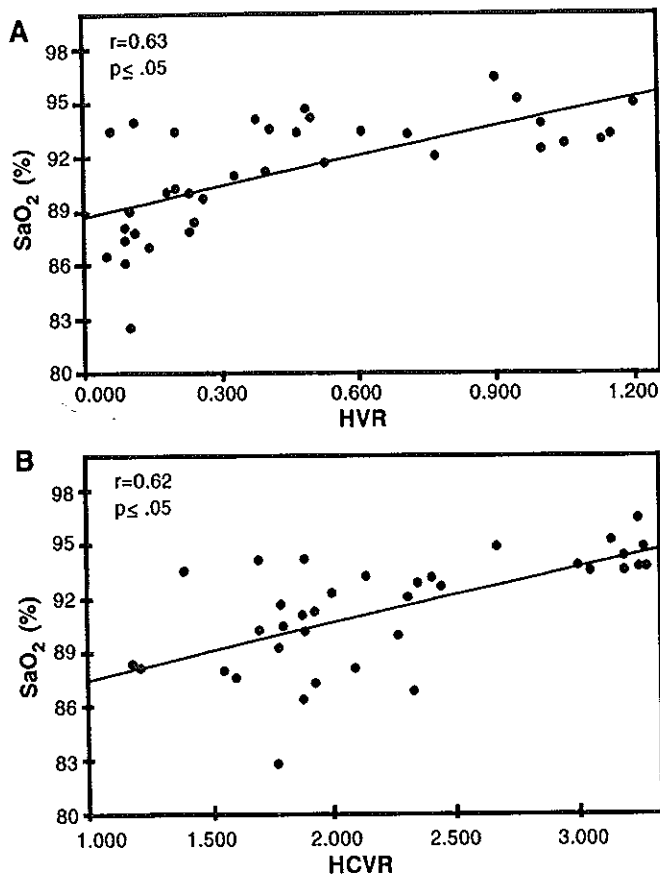 A
r=0.63
p≤ .05
98
95
92
89
86
83
80
SaO₂ (%)
0.000 0.300 0.600 0.900 1.200
HVR
B
r=0.62
p≤ .05
98
95
92
89
86
83
80
SaO₂ (%)
1.000 1.500 2.000 2.500 3.000
HCVR